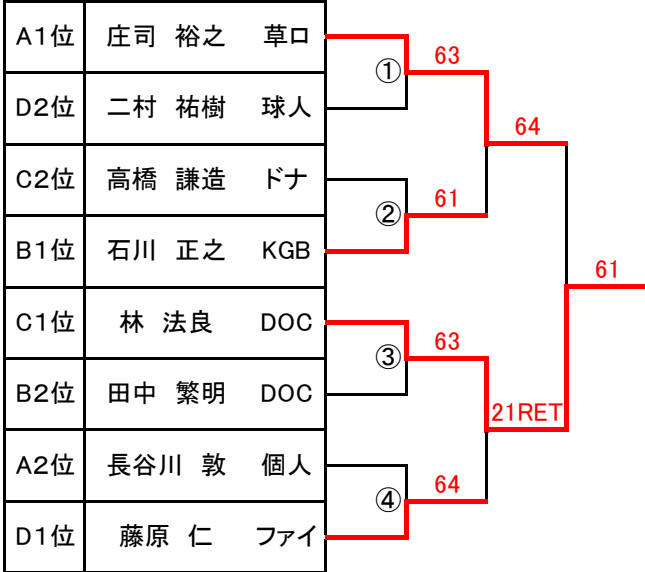 A1位 庄司 裕之 草ロ
D2位 二村 祐樹 球人
C2位 高橋 謙造 ドナ
B1位 石川 正之 KGB
C1位 林 法良 DOC
B2位 田中 繁明 DOC
A2位 長谷川 敦 個人
D1位 藤原 仁 ファイ
① 63
② 61
③ 63
④ 64
64
21RET
61